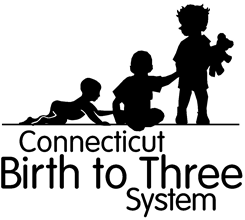 Connecticut
Birth to Three
System